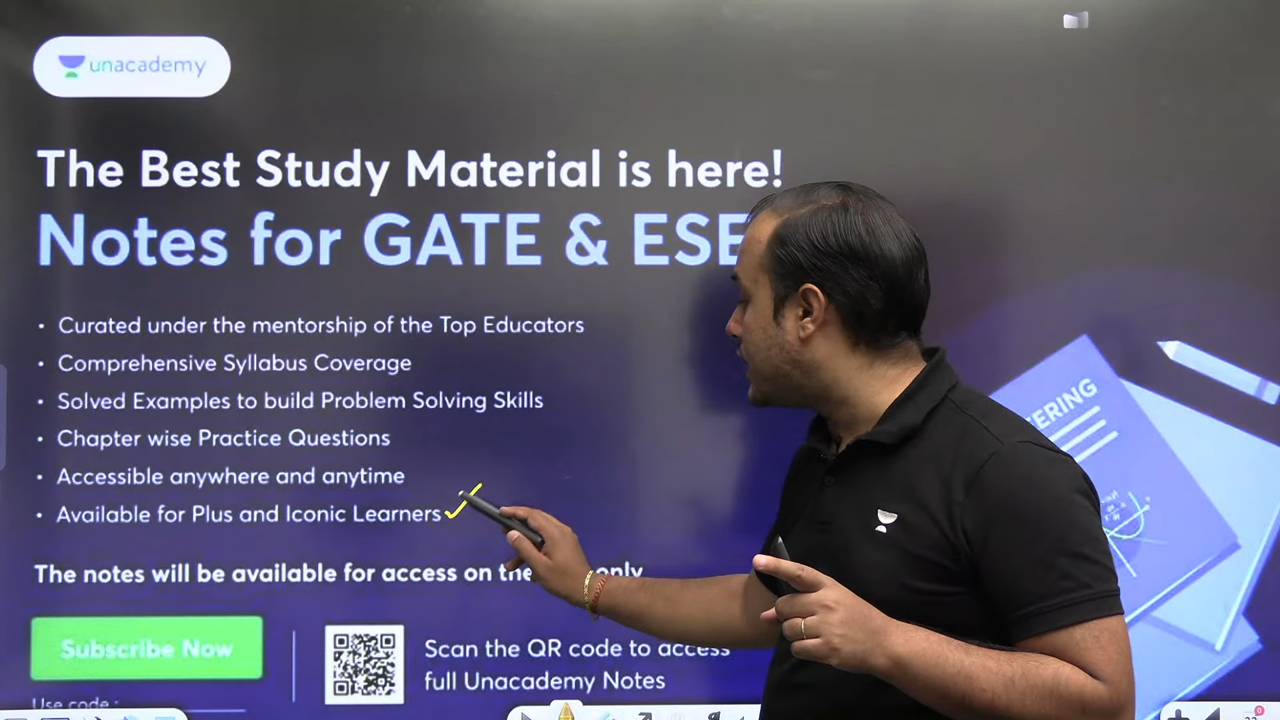 unacademy
The Best Study Material is here!
Notes for GATE & ESE
• Curated under the mentorship of the Top Educators
• Comprehensive Syllabus Coverage
• Solved Examples to build Problem Solving Skills
• Chapter wise Practice Questions
• Accessible anywhere and anytime
• Available for Plus and Iconic Learners
The notes will be available for access on the only
Subscribe Now
Scan the QR code to access
full Unacademy Notes
Use code :
ERING